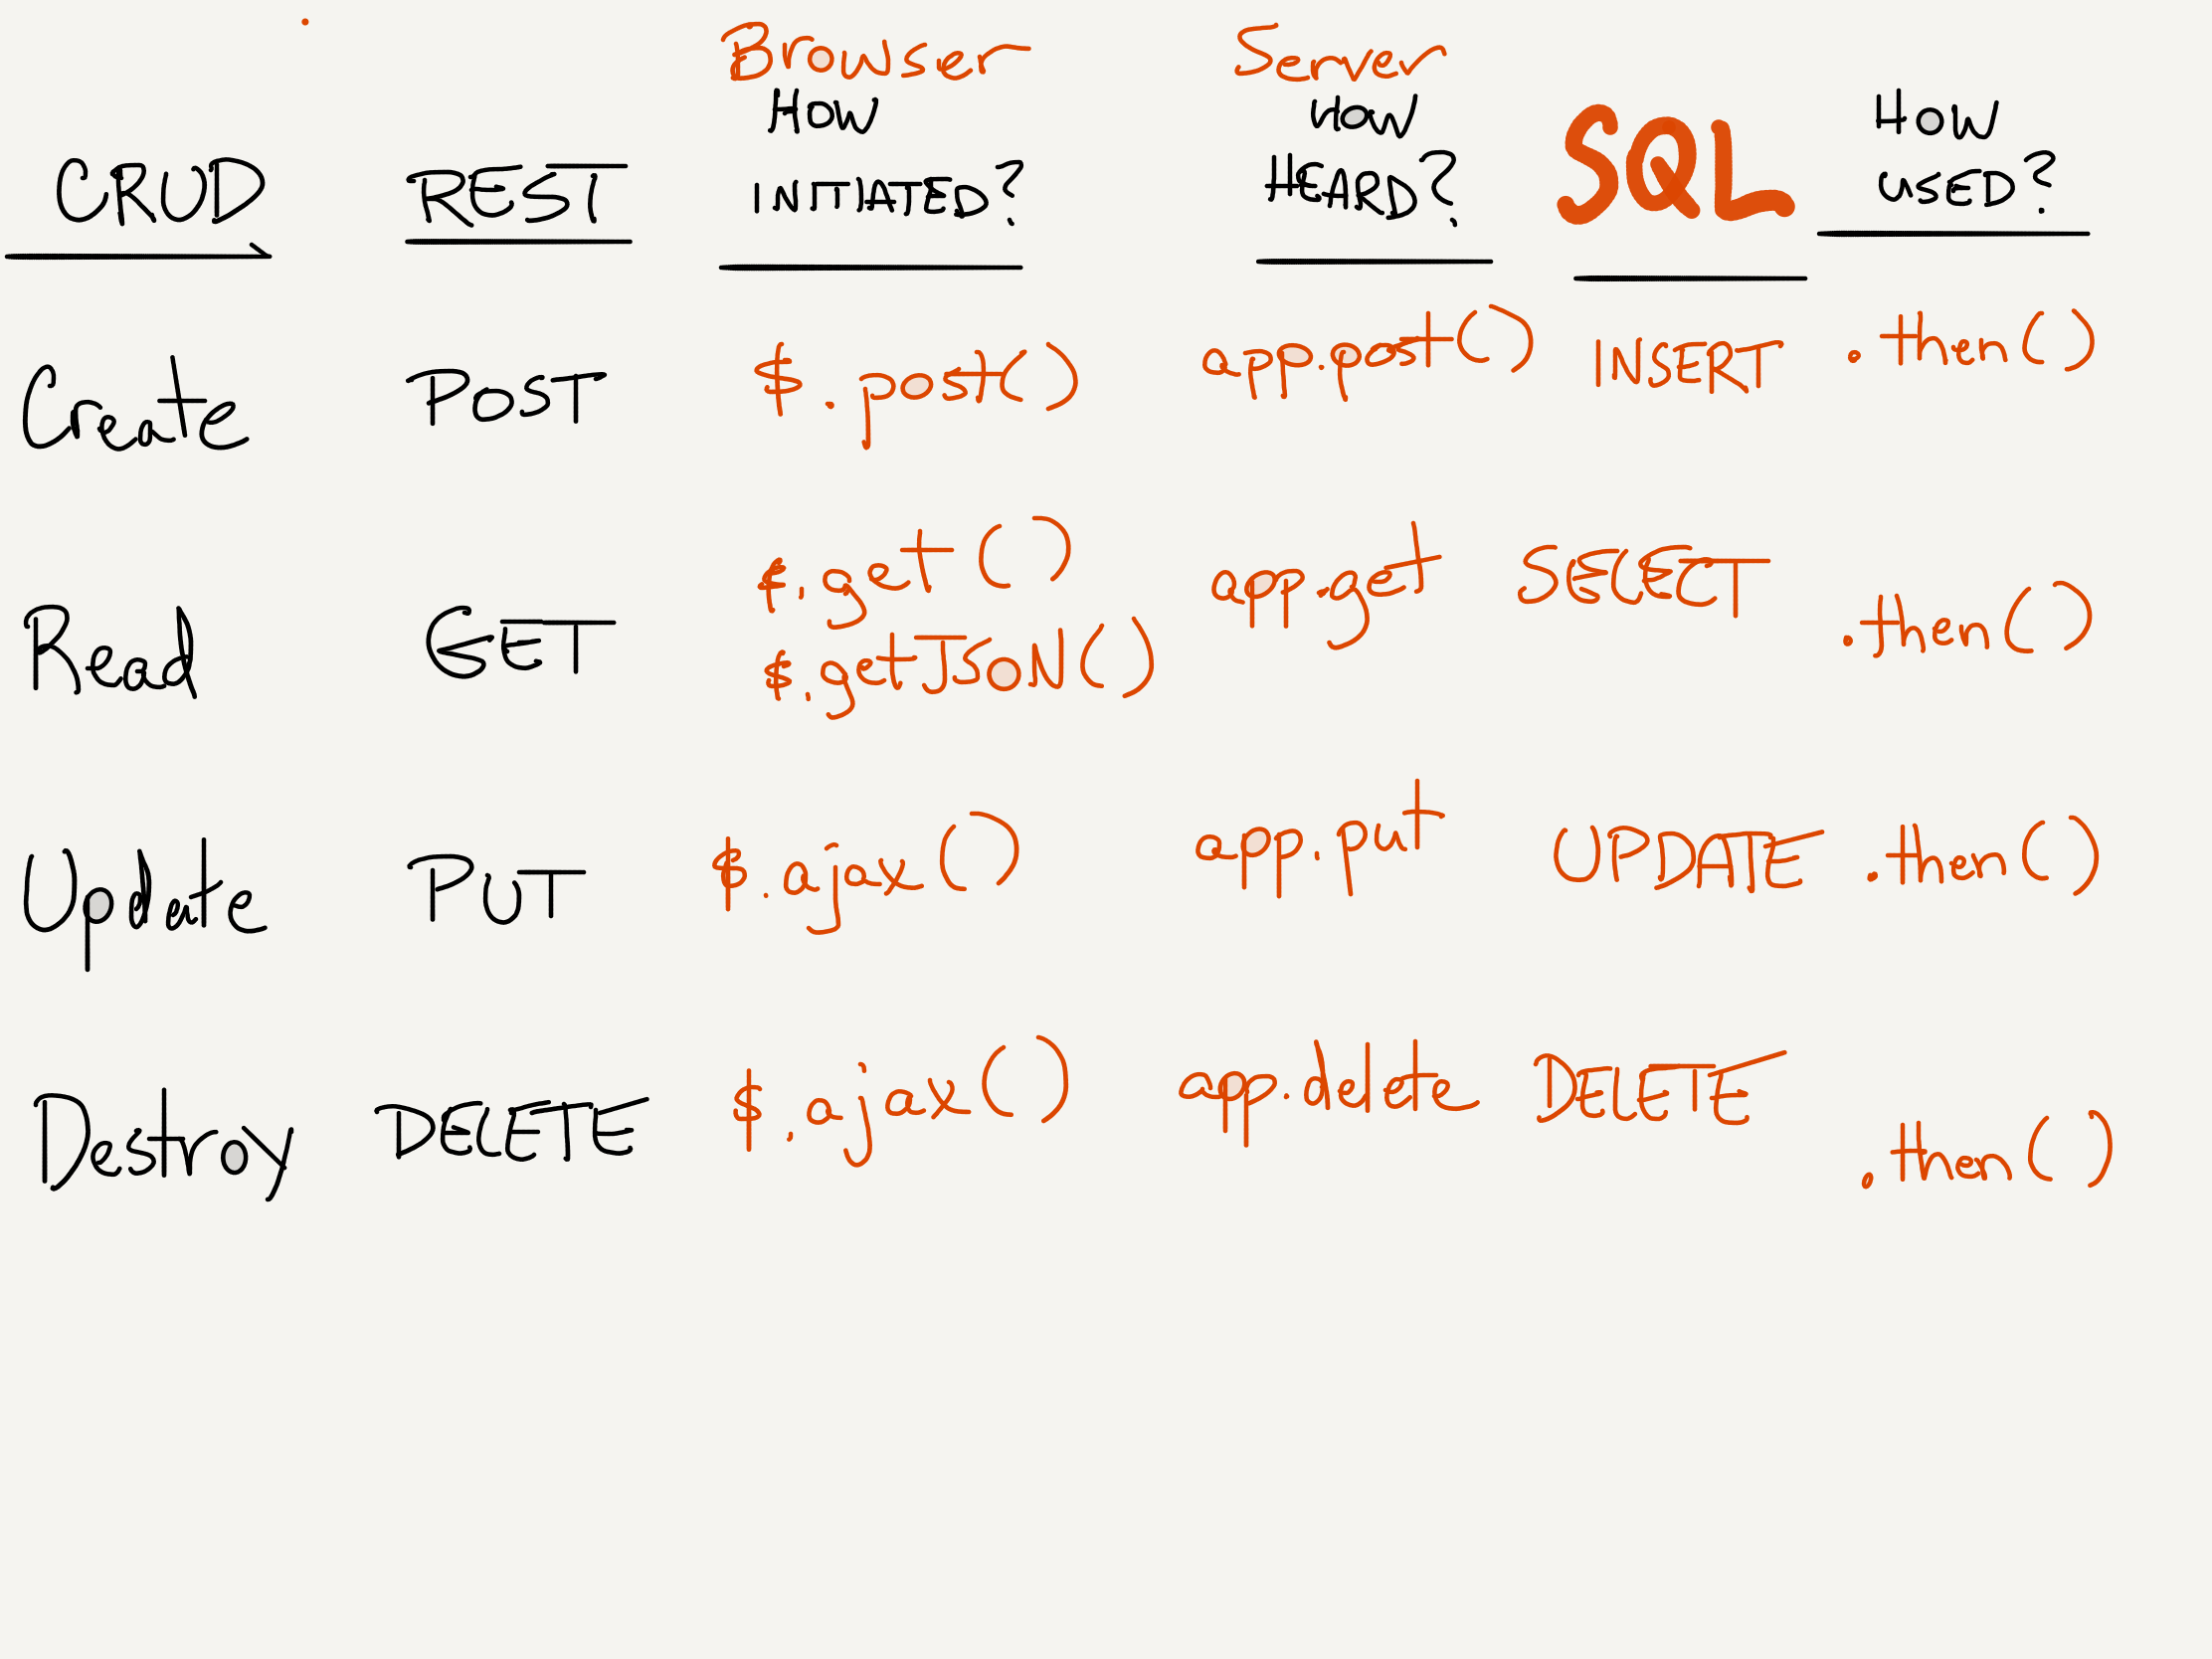 Browser Server
HOW HOW SQL HOW
CRUD REST INITIATED? HEARD? USED?
Create POST $.post() app.post() INSERT .then()
$.get() app.get SELECT
Read GET $.getJSON() .then()
Update PUT $.ajax() app.put UPDATE .then()
Destroy DELETE $.ajax() app.delete DELETE .then()